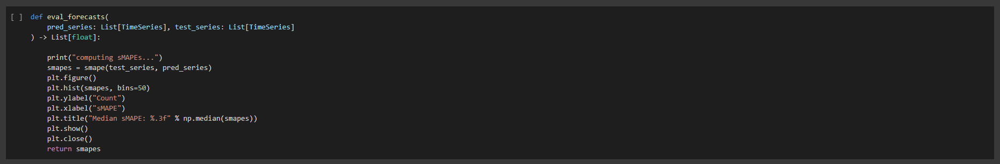 [ ] def eval_forecasts(
    pred_series: List[TimeSeries], test_series: List[TimeSeries]
) -> List[float]:

    print("computing sMAPEs...")
    smapes = smape(test_series, pred_series)
    plt.figure()
    plt.hist(smapes, bins=50)
    plt.ylabel("Count")
    plt.xlabel("sMAPE")
    plt.title("Median sMAPE: %.3f" % np.median(smapes))
    plt.show()
    plt.close()
    return smapes